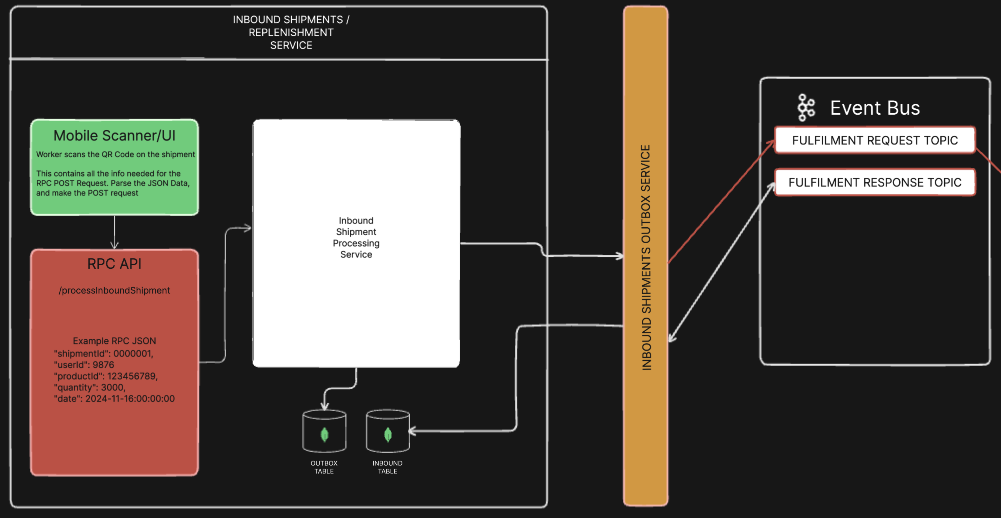 INBOUND SHIPMENTS /
REPLENISHMENT
SERVICE
Mobile Scanner/UI
Worker scans the QR Code on the shipment
This contains all the info needed for the
RPC POST Request. Parse the JSON Data,
and make the POST request
RPC API
/processInboundShipment
Example RPC JSON
"shipmentId": 0000001,
"userId": 9876
"productId": 123456789,
"quantity": 3000,
"date": 2024-11-16:00:00:00
Inbound
Shipment
Processing
Service
OUTBOX
TABLE
INBOUND
TABLE
INBOUND SHIPMENTS OUTBOX SERVICE
Event Bus
FULFILMENT REQUEST TOPIC
FULFILMENT RESPONSE TOPIC